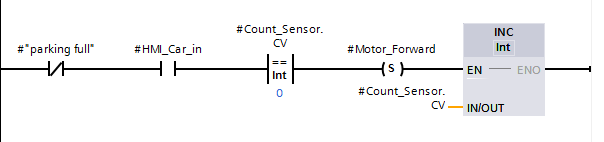 #"parking full"
#HMI_Car_in
#Count_Sensor.
CV
==
Int
0
#Motor_Forward
S
INC
Int
EN
ENO
#Count_Sensor.
CV
IN/OUT